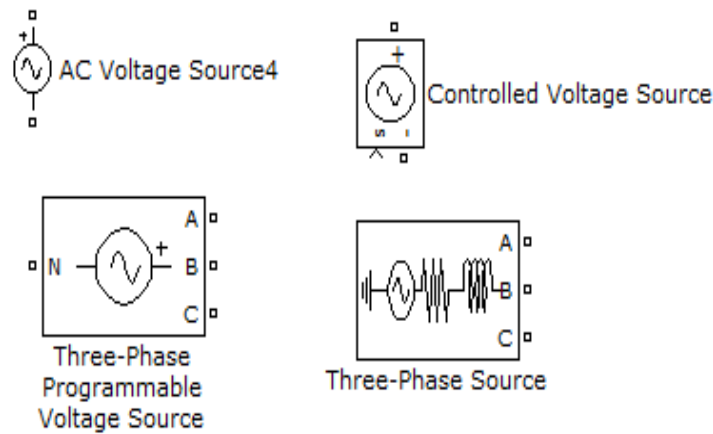 +
AC Voltage Source4
+
s -
Controlled Voltage Source
A
N + B
C
Three-Phase
Programmable
Voltage Source
A
B
C
Three-Phase Source